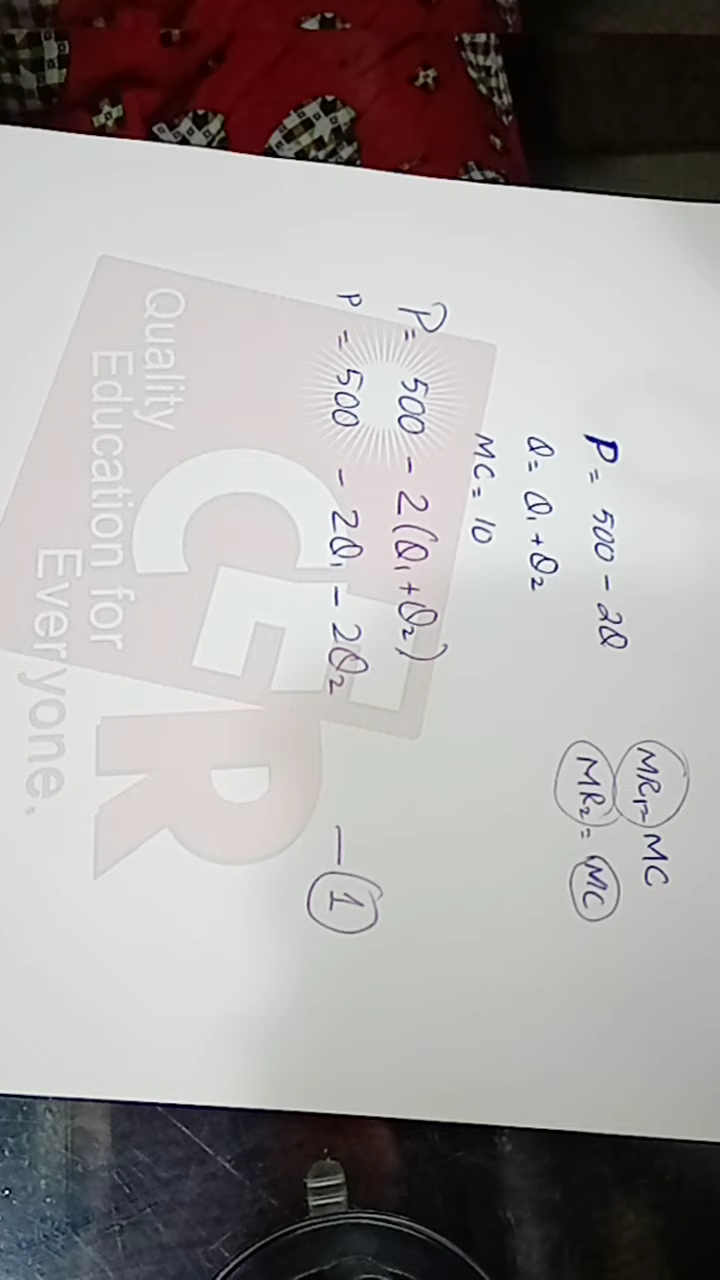 P = 500 - 2Q
Q = Q₁ + Q₂
MC = 10
MR₁ = MC
MR₂ = MC
P = 500 - 2(Q₁ + Q₂)
P = 500 - 2Q₁ - 2Q₂ - 1
CER
Quality
Education for
Everyone.